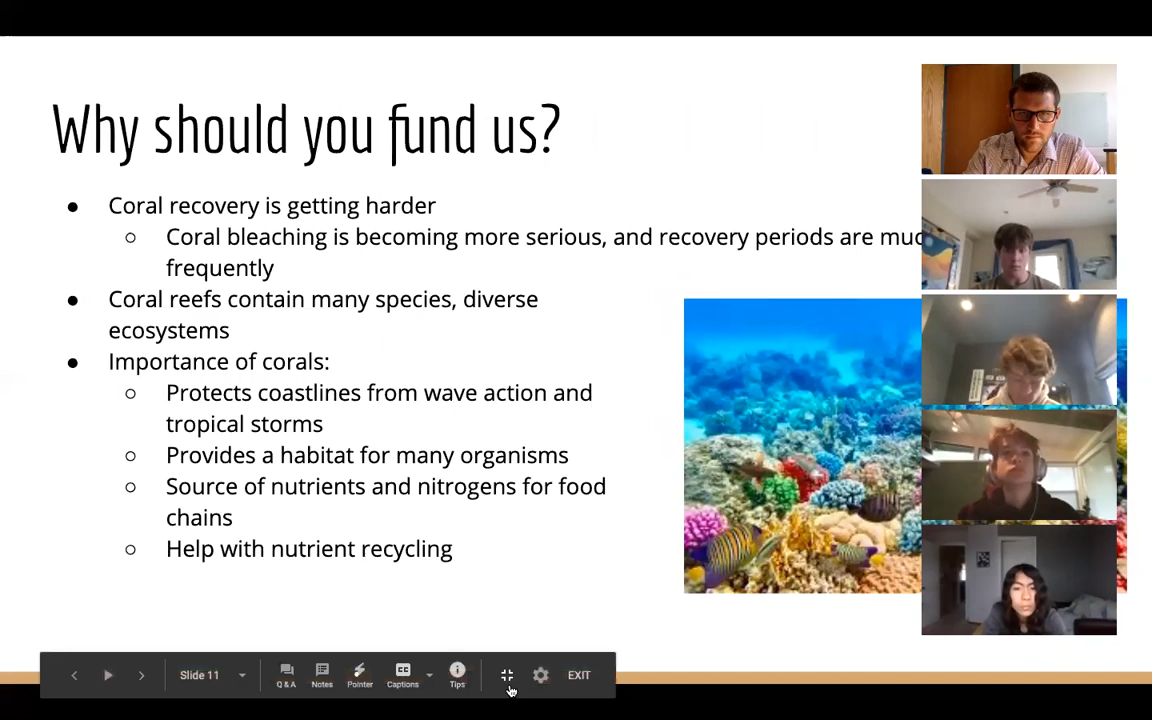 Why should you fund us?
● Coral recovery is getting harder
○ Coral bleaching is becoming more serious, and recovery periods are
frequently
● Coral reefs contain many species, diverse
ecosystems
● Importance of corals:
○ Protects coastlines from wave action and
tropical storms
○ Provides a habitat for many organisms
○ Source of nutrients and nitrogens for food
chains
○ Help with nutrient recycling
Slide 11
Q & A
Notes
Pointer
CC
Captions
Tips
EXIT